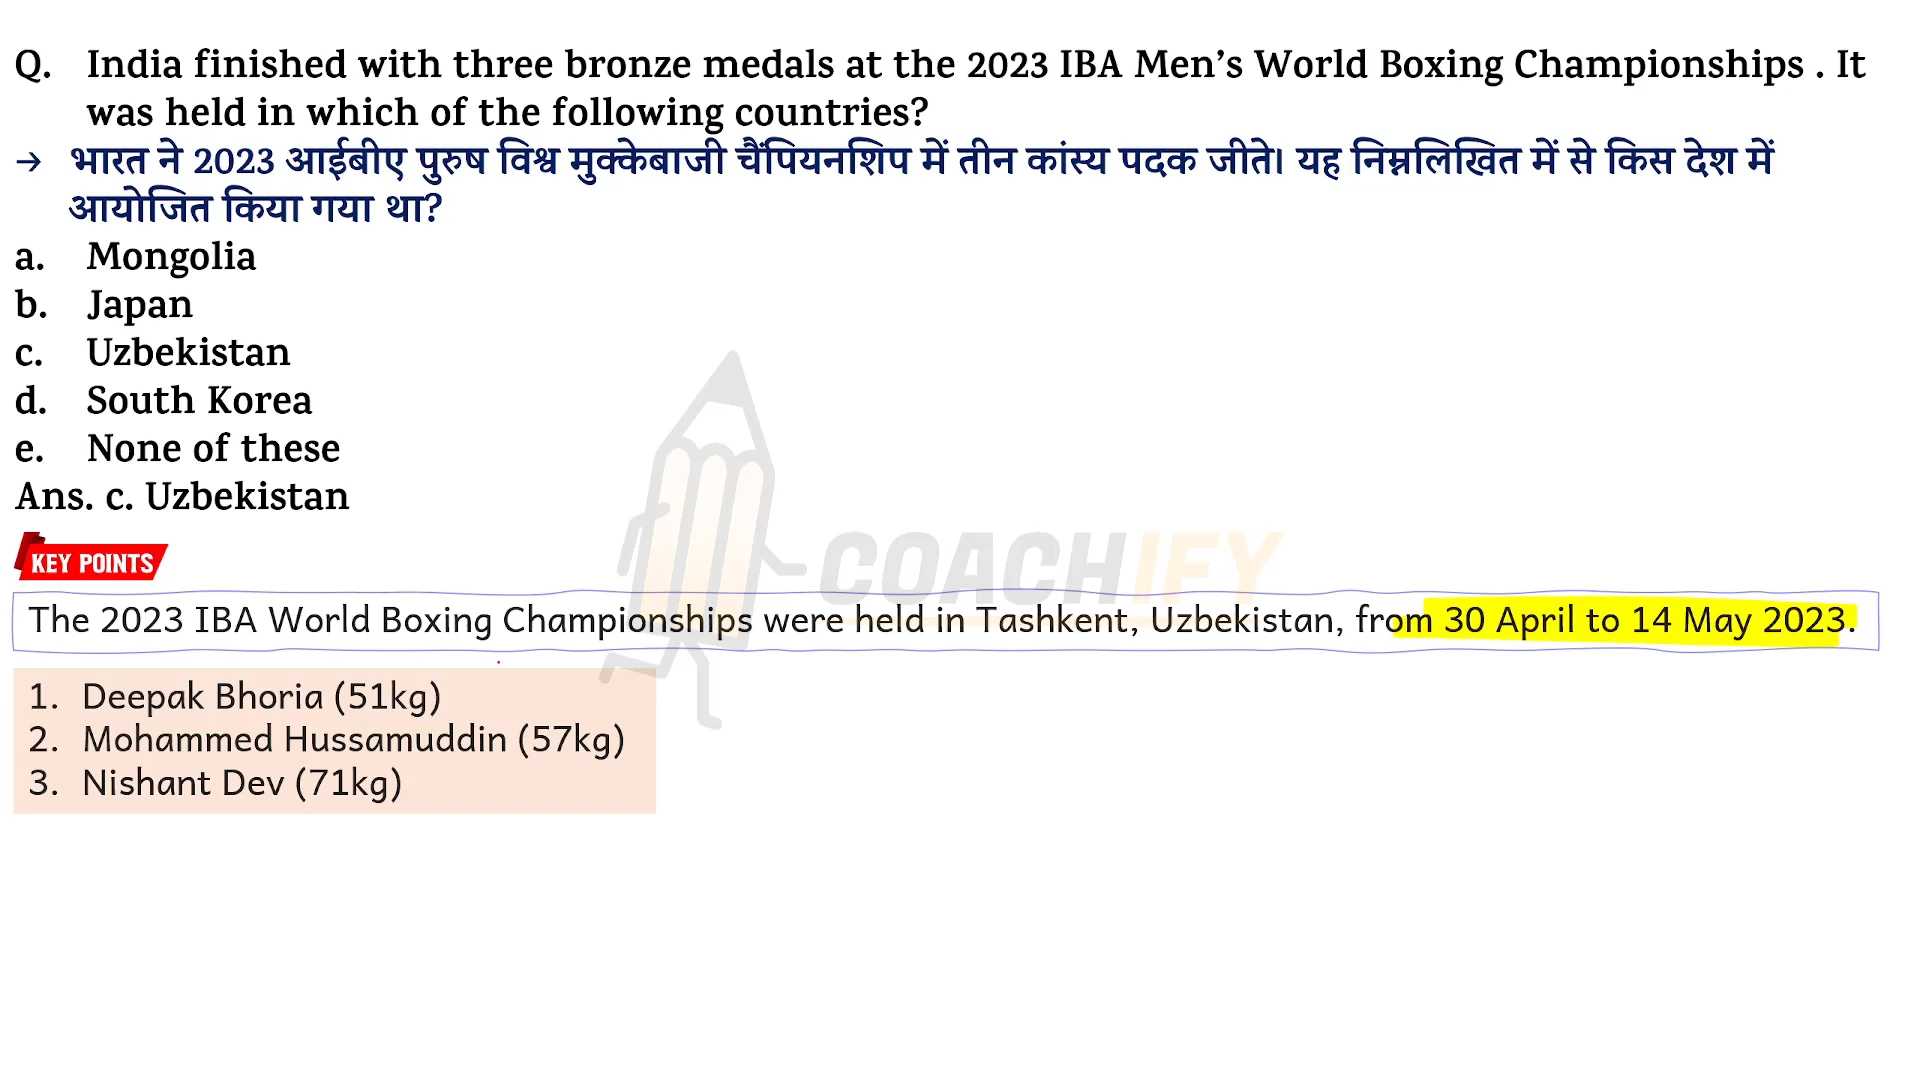 Q. India finished with three bronze medals at the 2023 IBA Men’s World Boxing Championships . It
was held in which of the following countries?
→ भारत ने 2023 आईबीए पुरुष विश्व मुक्केबाजी चैंपियनशिप में तीन कांस्य पदक जीते। यह निम्नलिखित में से किस देश में
आयोजित किया गया था?
a. Mongolia
b. Japan
c. Uzbekistan
d. South Korea
e. None of these
Ans. c. Uzbekistan
KEY POINTS
COACHIFY
The 2023 IBA World Boxing Championships were held in Tashkent, Uzbekistan, from 30 April to 14 May 2023.
1. Deepak Bhoria (51kg)
2. Mohammed Hussamuddin (57kg)
3. Nishant Dev (71kg)